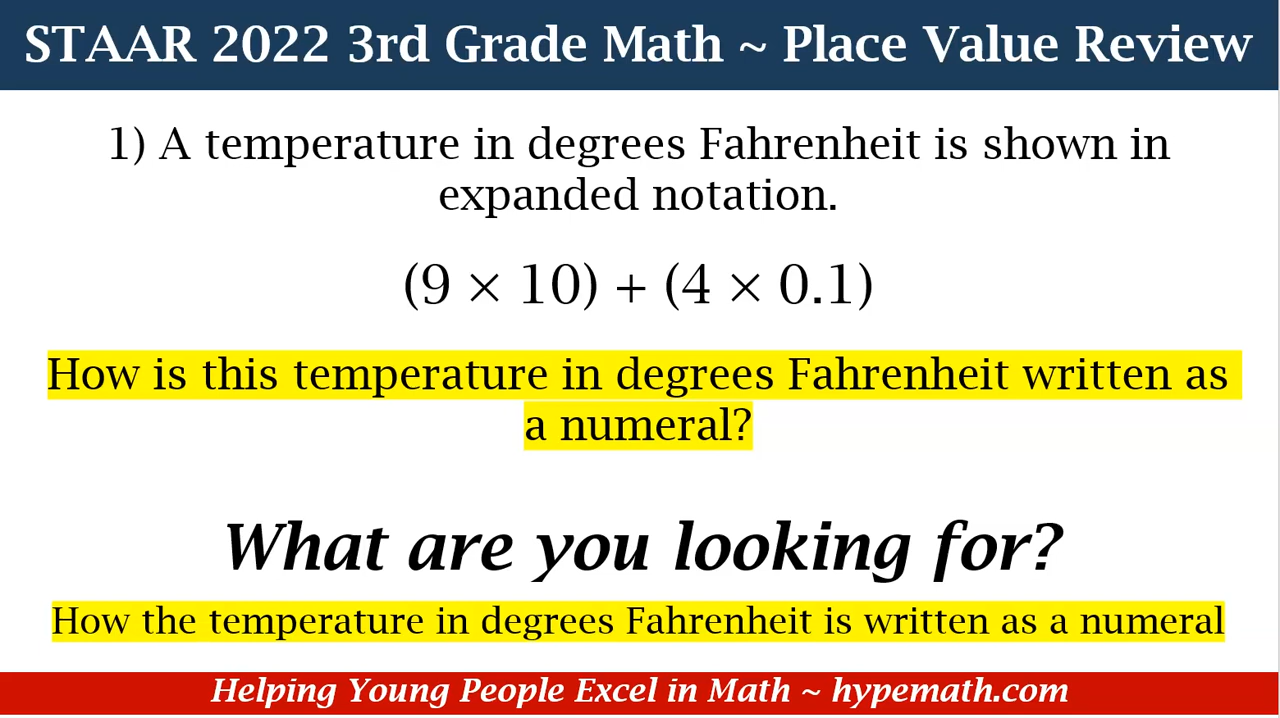 STAAR 2022 3rd Grade Math ~ Place Value Review
1) A temperature in degrees Fahrenheit is shown in
expanded notation.
(9 × 10) + (4 × 0.1)
How is this temperature in degrees Fahrenheit written as
a numeral?
What are you looking for?
How the temperature in degrees Fahrenheit is written as a numeral
Helping Young People Excel in Math ~ hypemath.com